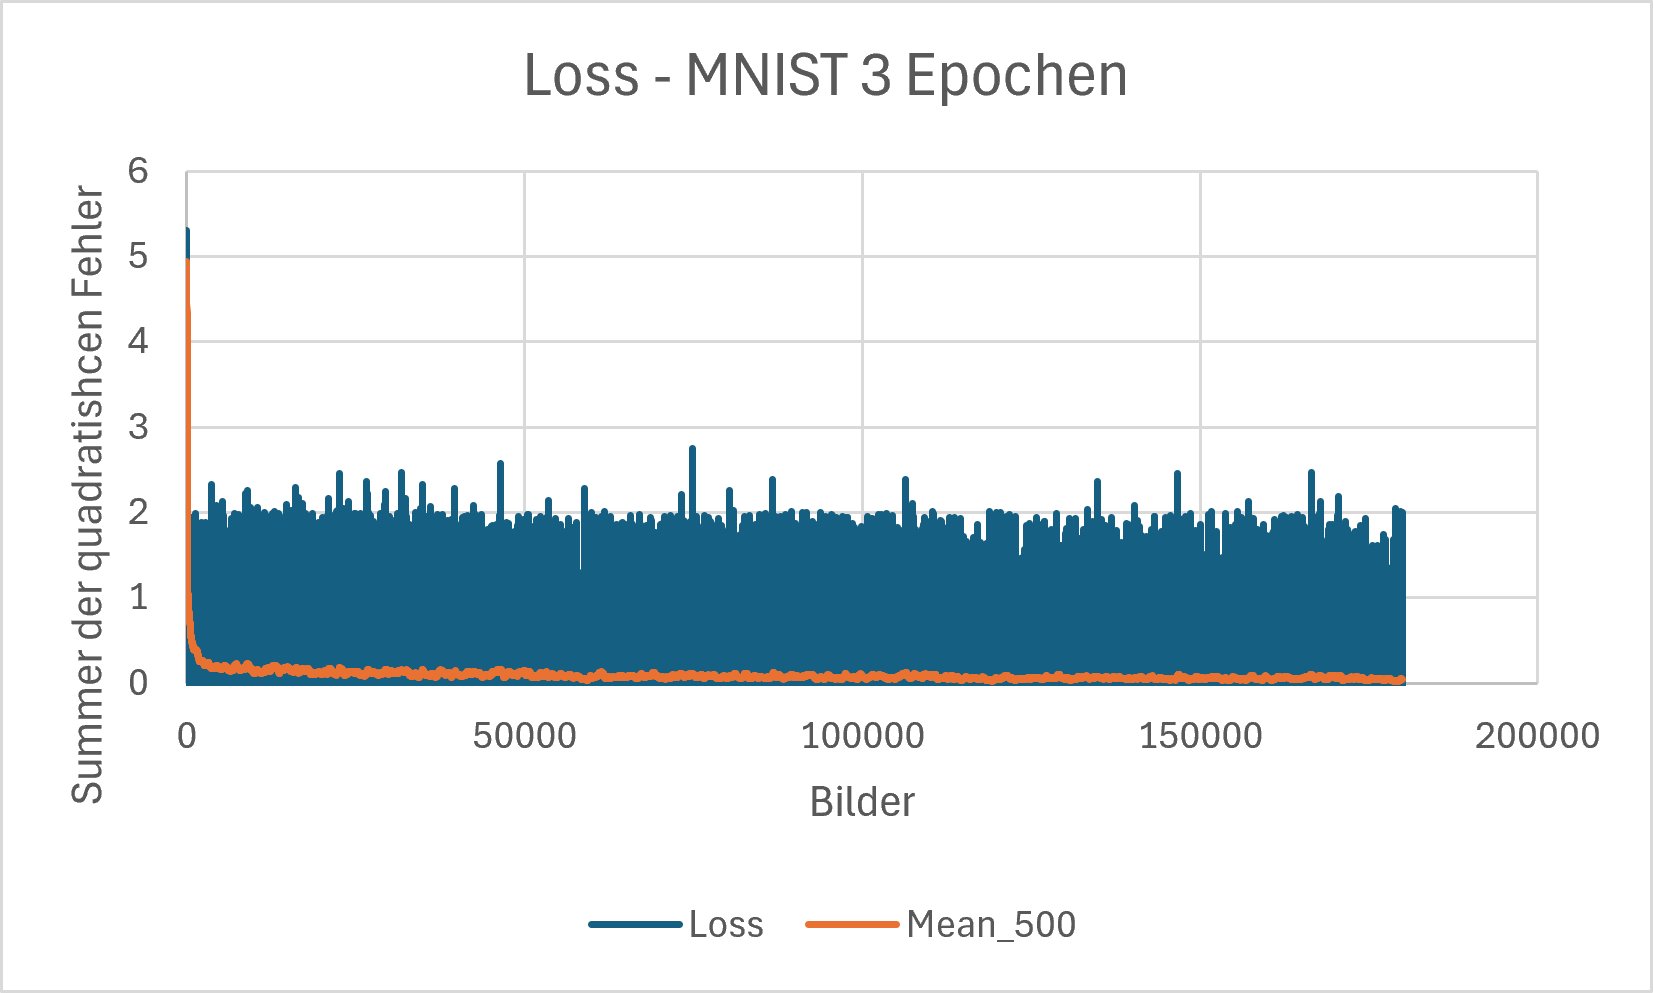 Loss - MNIST 3 Epochen
Summer der quadratishcen Fehler
6
5
4
3
2
1
0
0 50000 100000 150000 200000
Bilder
Loss Mean_500